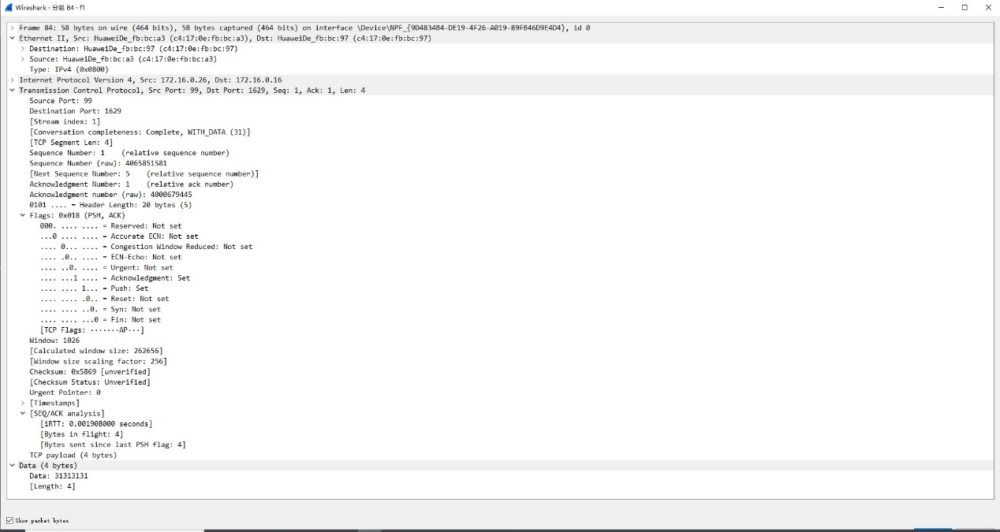 Wireshark · 分组 84 · f1
Frame 84: 58 bytes on wire (464 bits), 58 bytes captured (464 bits) on interface \Device\NPF_{9D4834B4-DE19-4F26-A019-89FB46D9E4D4}, id 0
Ethernet II, Src: HuaweiDe_fb:bc:a3 (c4:17:0e:fb:bc:a3), Dst: HuaweiDe_fb:bc:97 (c4:17:0e:fb:bc:97)
Destination: HuaweiDe_fb:bc:97 (c4:17:0e:fb:bc:97)
Source: HuaweiDe_fb:bc:a3 (c4:17:0e:fb:bc:a3)
Type: IPv4 (0x0800)
Internet Protocol Version 4, Src: 172.16.0.26, Dst: 172.16.0.16
Transmission Control Protocol, Src Port: 99, Dst Port: 1629, Seq: 1, Ack: 1, Len: 4
Source Port: 99
Destination Port: 1629
[Stream index: 1]
[Conversation completeness: Complete, WITH_DATA (31)]
[TCP Segment Len: 4]
Sequence Number: 1    (relative sequence number)
Sequence Number (raw): 4065851581
[Next Sequence Number: 5    (relative sequence number)]
Acknowledgment Number: 1    (relative ack number)
Acknowledgment number (raw): 4000679445
0101 .... = Header Length: 20 bytes (5)
Flags: 0x018 (PSH, ACK)
000. .... .... = Reserved: Not set
...0 .... .... = Accurate ECN: Not set
.... 0... .... = Congestion Window Reduced: Not set
.... .0.. .... = ECN-Echo: Not set
.... ..0. .... = Urgent: Not set
.... ...1 .... = Acknowledgment: Set
.... .... 1... = Push: Set
.... .... .0.. = Reset: Not set
.... .... ..0. = Syn: Not set
.... .... ...0 = Fin: Not set
[TCP Flags: ·······AP···]
Window: 1026
[Calculated window size: 262656]
[Window size scaling factor: 256]
Checksum: 0x5869 [unverified]
[Checksum Status: Unverified]
Urgent Pointer: 0
[Timestamps]
[SEQ/ACK analysis]
[iRTT: 0.001908000 seconds]
[Bytes in flight: 4]
[Bytes sent since last PSH flag: 4]
TCP payload (4 bytes)
Data (4 bytes)
Data: 31313131
[Length: 4]
Show packet bytes